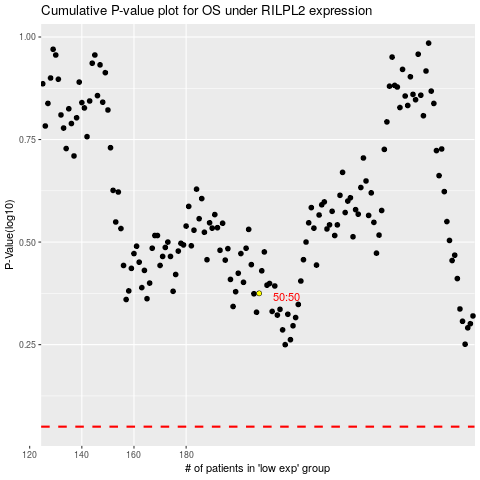 Cumulative P-value plot for OS under RILPL2 expression
P-Value(log10)
1.00
0.75
0.50
0.25
50:50
120 140 160 180
# of patients in 'low exp' group